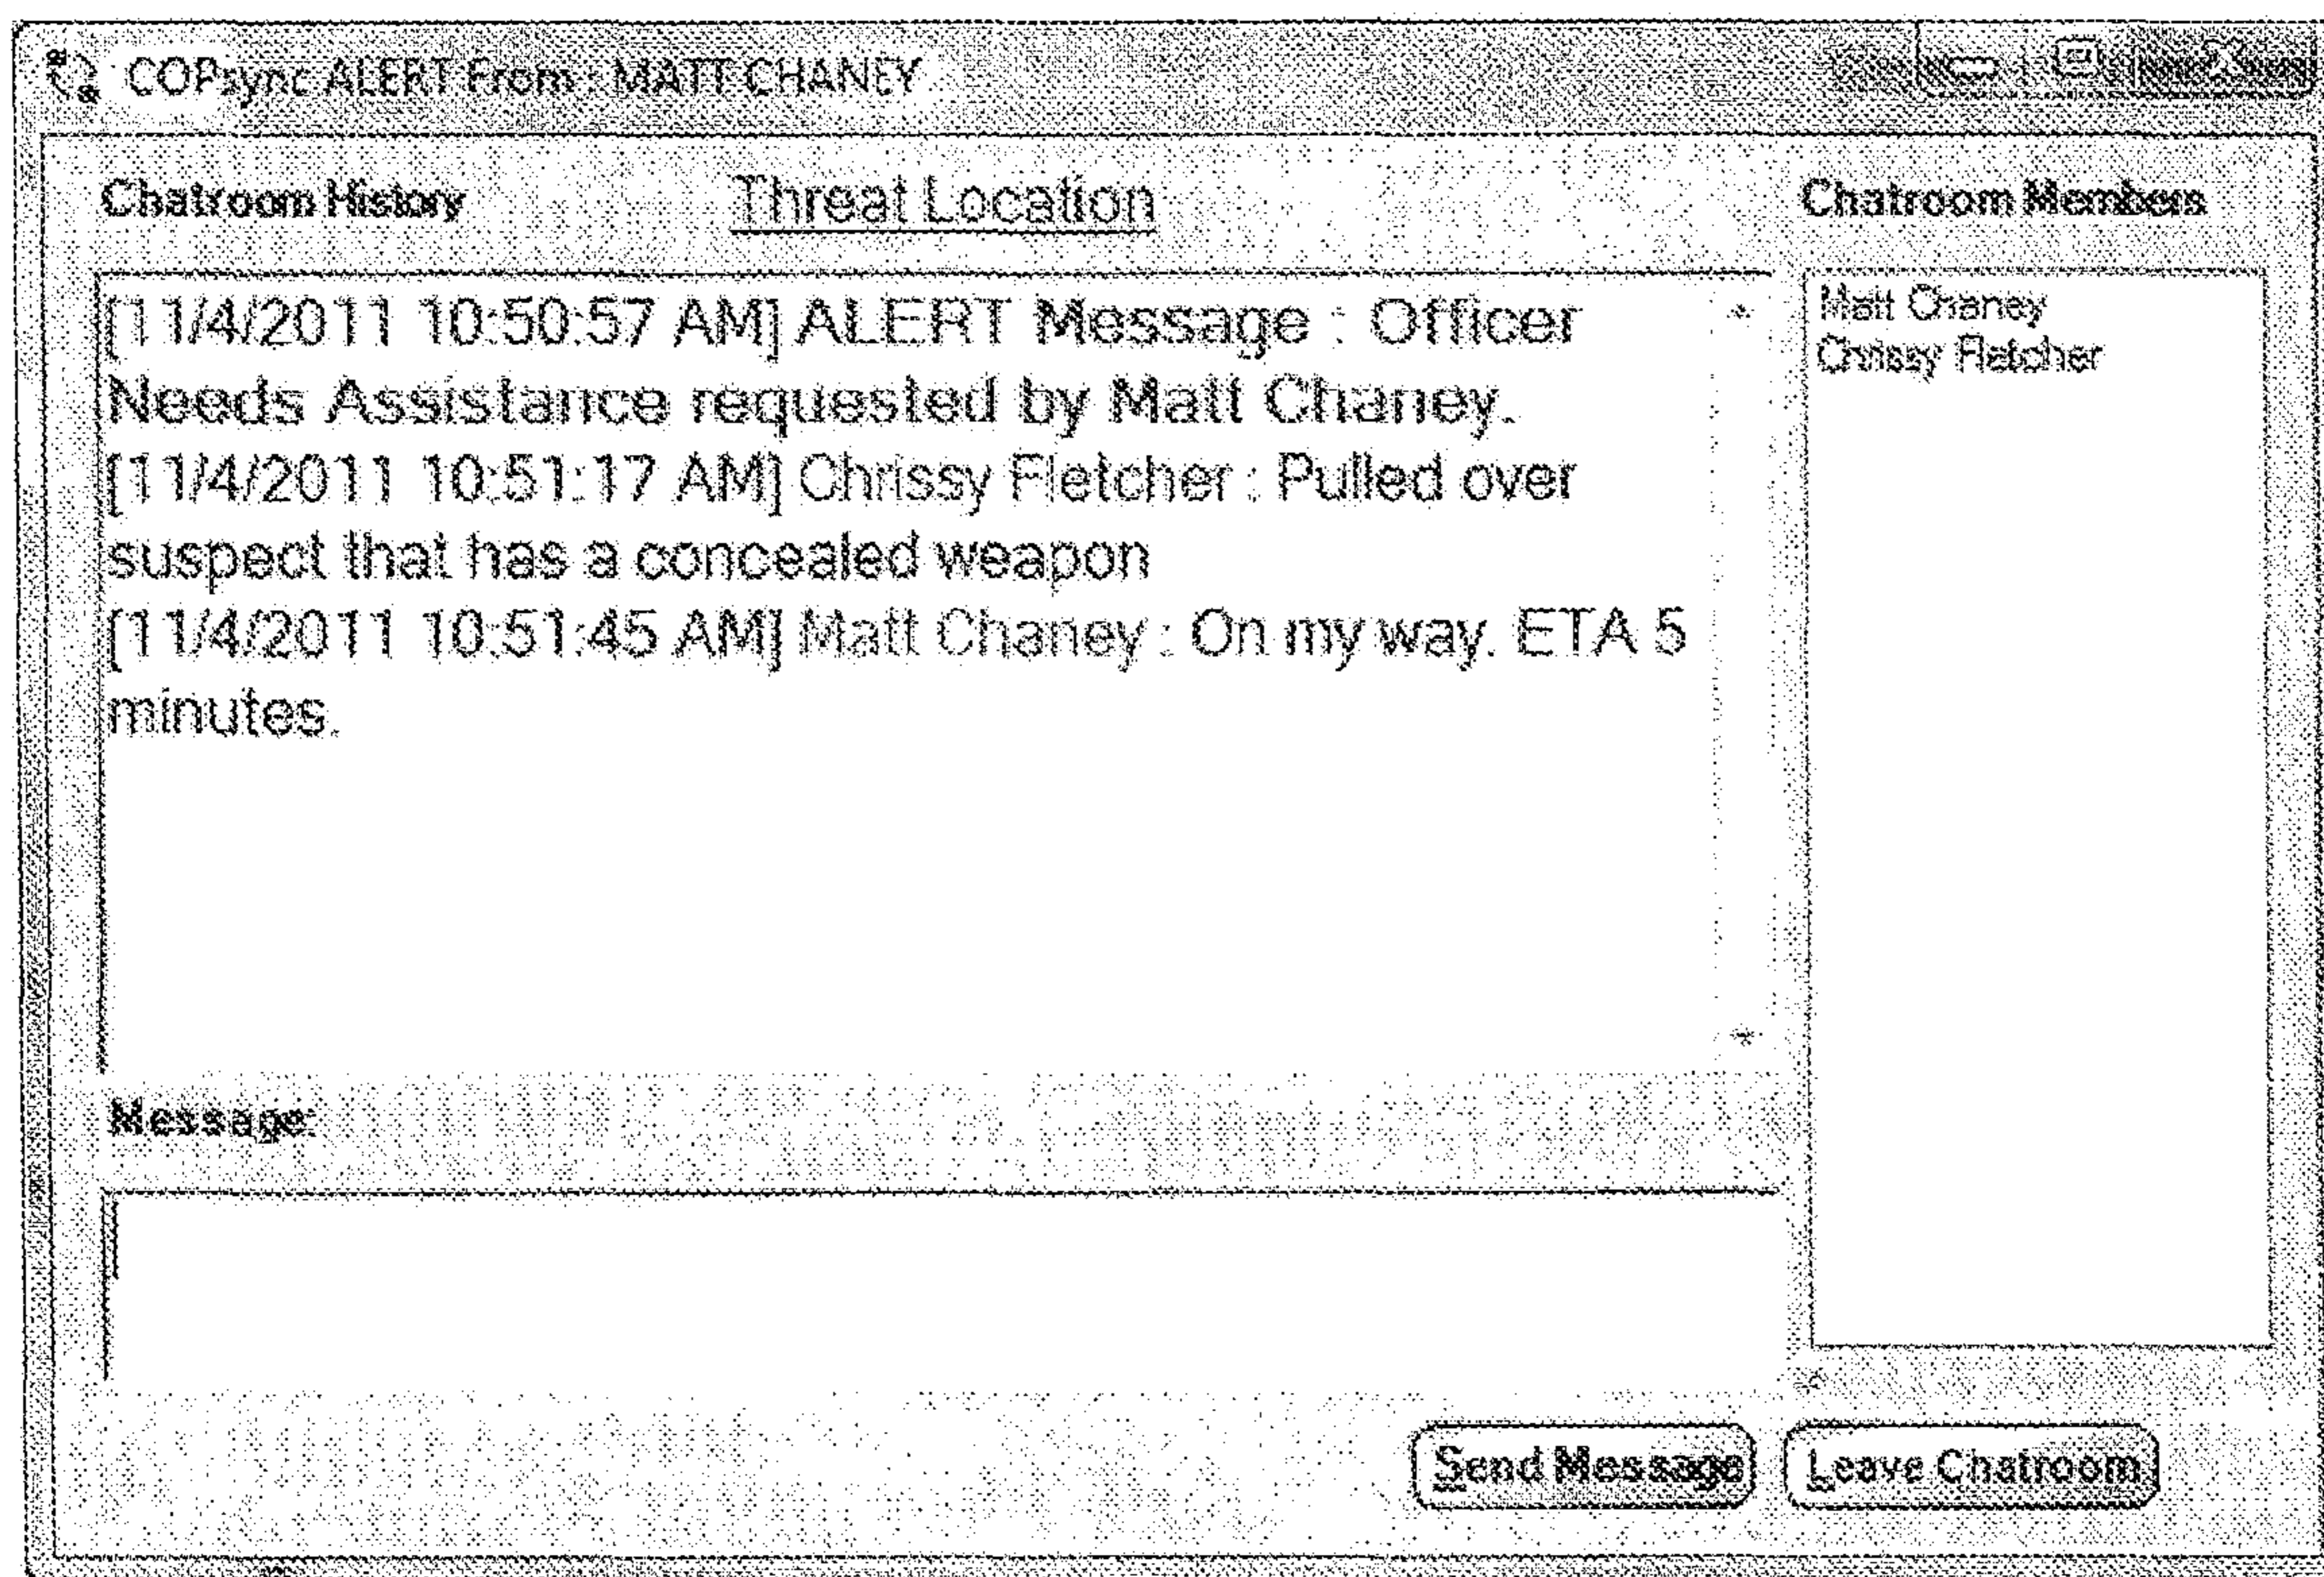 COPsync ALERT From : MATT CHANEY
Chatroom History
Threat Location
Chatroom Members
[11/4/2011 10:50:57 AM] ALERT Message : Officer
Needs Assistance requested by Matt Chaney.
[11/4/2011 10:51:17 AM] Chrissy Fletcher : Pulled over
suspect that has a concealed weapon
[11/4/2011 10:51:45 AM] Matt Chaney : On my way. ETA 5
minutes.
Matt Chaney
Chrissy Fletcher
Message:
Send Message
Leave Chatroom